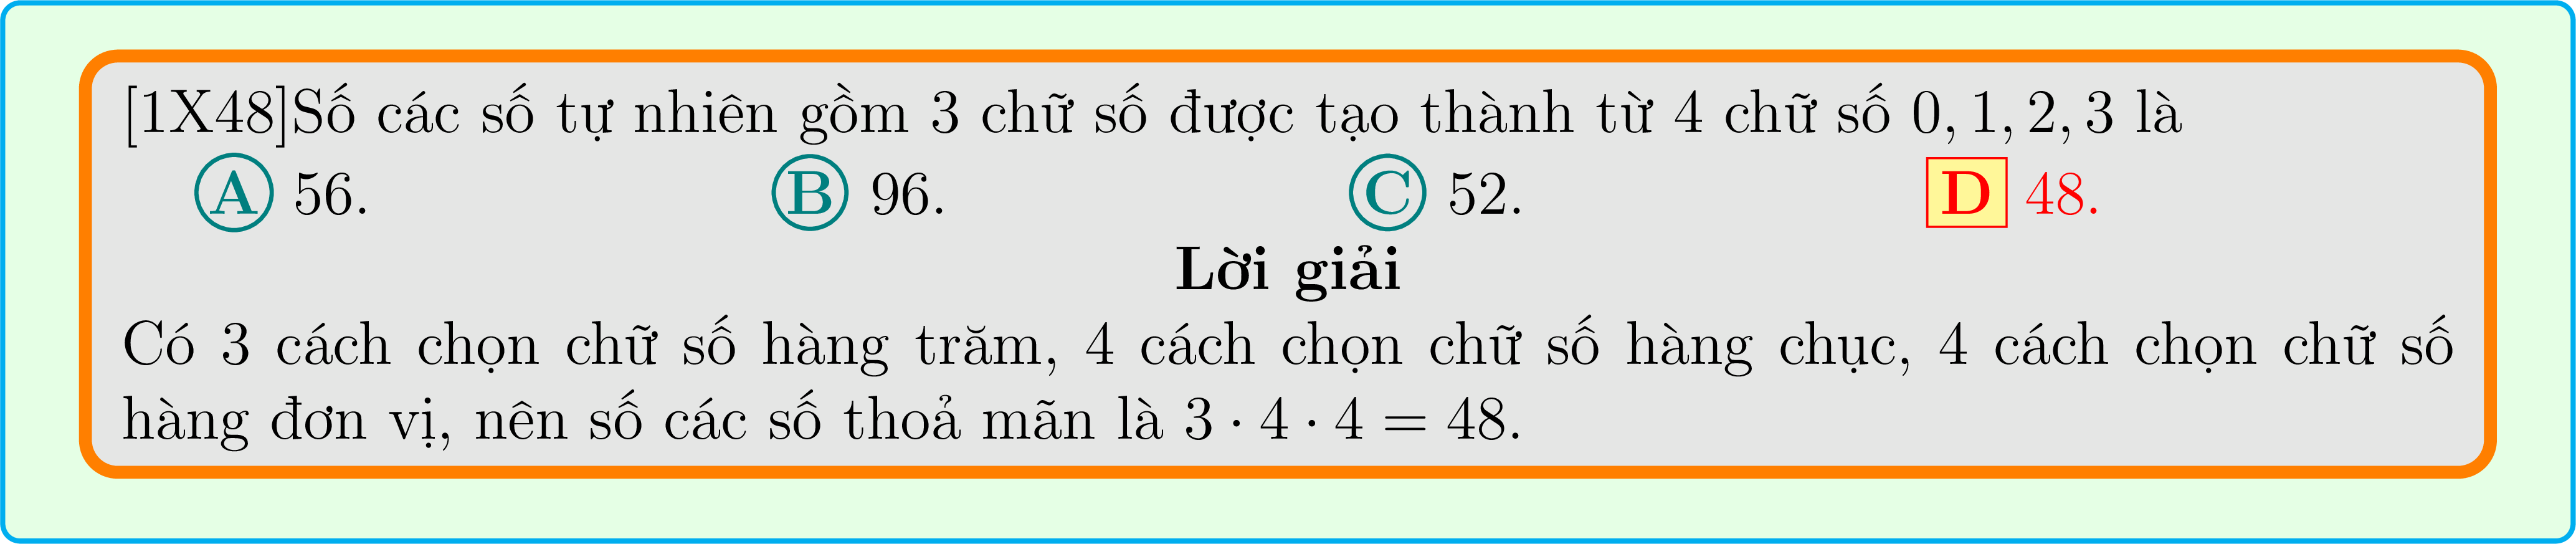 [1X48]Số các số tự nhiên gồm 3 chữ số được tạo thành từ 4 chữ số 0, 1, 2, 3 là
A 56. B 96. C 52. D 48.
Lời giải
Có 3 cách chọn chữ số hàng trăm, 4 cách chọn chữ số hàng chục, 4 cách chọn chữ số
hàng đơn vị, nên số các số thoả mãn là 3 · 4 · 4 = 48.